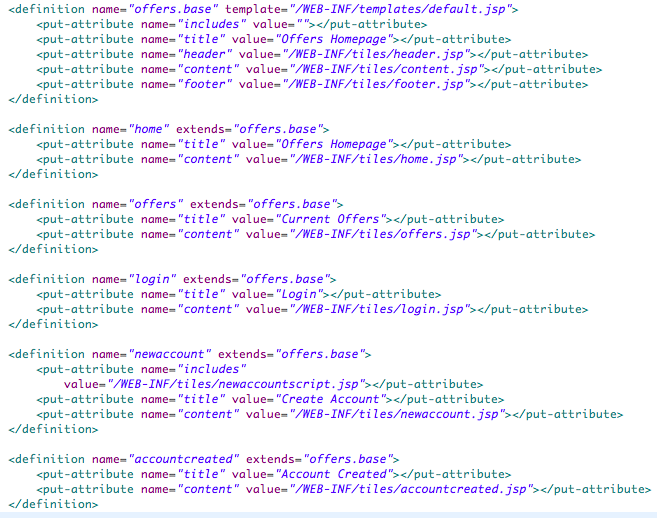 <definition name="offers.base" template="/WEB-INF/templates/default.jsp">
    <put-attribute name="includes" value=""></put-attribute>
    <put-attribute name="title" value="Offers Homepage"></put-attribute>
    <put-attribute name="header" value="/WEB-INF/tiles/header.jsp"></put-attribute>
    <put-attribute name="content" value="/WEB-INF/tiles/content.jsp"></put-attribute>
    <put-attribute name="footer" value="/WEB-INF/tiles/footer.jsp"></put-attribute>
</definition>

<definition name="home" extends="offers.base">
    <put-attribute name="title" value="Offers Homepage"></put-attribute>
    <put-attribute name="content" value="/WEB-INF/tiles/home.jsp"></put-attribute>
</definition>

<definition name="offers" extends="offers.base">
    <put-attribute name="title" value="Current Offers"></put-attribute>
    <put-attribute name="content" value="/WEB-INF/tiles/offers.jsp"></put-attribute>
</definition>

<definition name="login" extends="offers.base">
    <put-attribute name="title" value="Login"></put-attribute>
    <put-attribute name="content" value="/WEB-INF/tiles/login.jsp"></put-attribute>
</definition>

<definition name="newaccount" extends="offers.base">
    <put-attribute name="includes"
        value="/WEB-INF/tiles/newaccountscript.jsp"></put-attribute>
    <put-attribute name="title" value="Create Account"></put-attribute>
    <put-attribute name="content" value="/WEB-INF/tiles/newaccount.jsp"></put-attribute>
</definition>

<definition name="accountcreated" extends="offers.base">
    <put-attribute name="title" value="Account Created"></put-attribute>
    <put-attribute name="content" value="/WEB-INF/tiles/accountcreated.jsp"></put-attribute>
</definition>